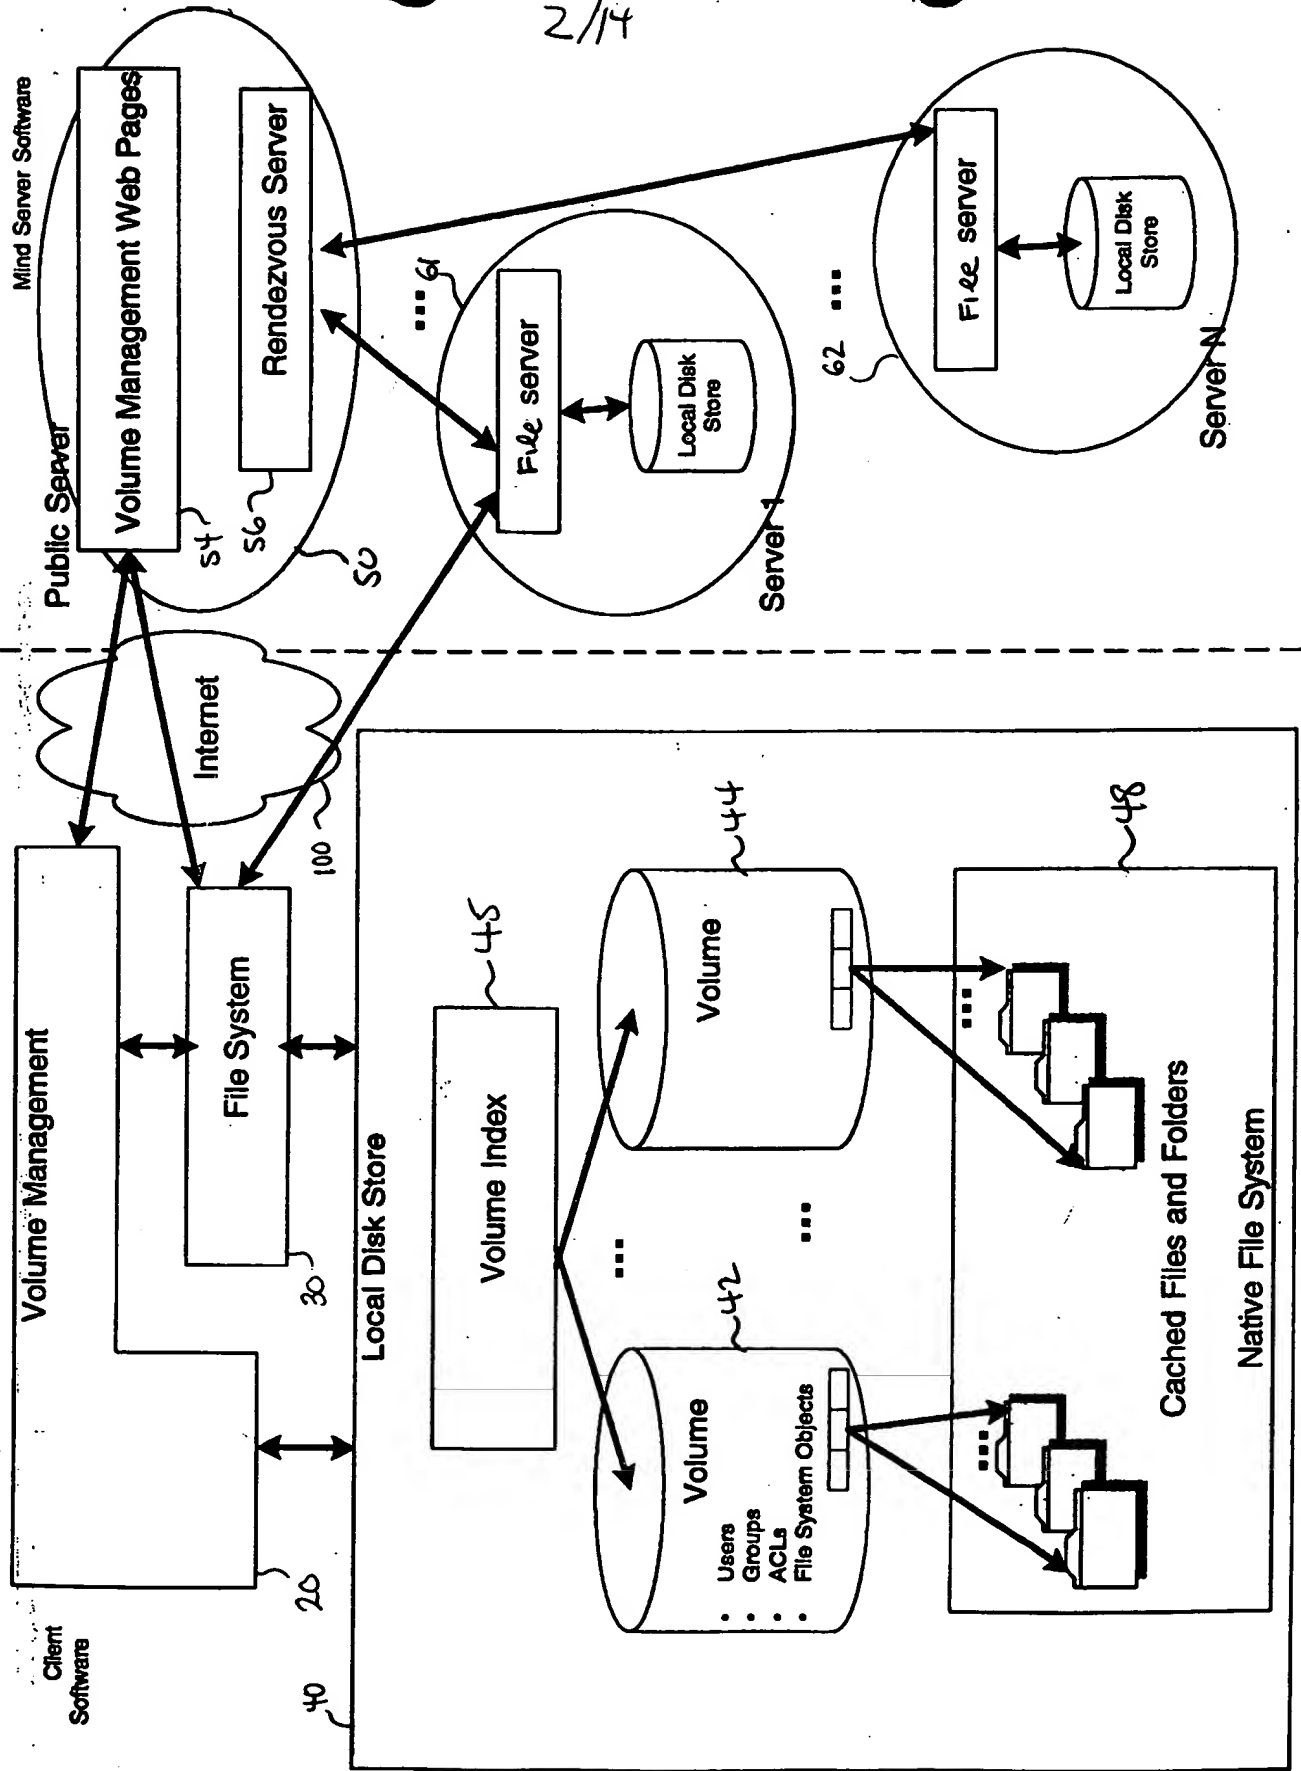 2/14
Client
Software
Mind Server Software
Volume Management
20
File System
30
Internet
100
Public Server
Volume Management Web Pages
54
Rendezvous Server
56
50
Local Disk Store
40
Volume Index
45
...
Volume
• Users
• Groups
• ACLs
• File System Objects
42
...
Volume
44
...
...
Cached Files and Folders
Native File System
48
...
61
File server
Local Disk
Store
Server 1
...
62
File server
Local Disk
Store
Server N